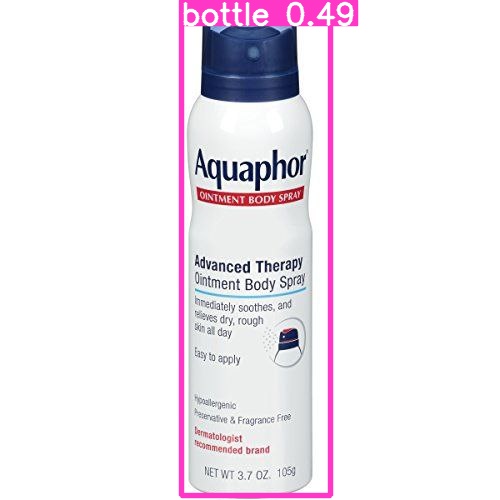 bottle 0.49
Aquaphor
OINTMENT BODY SPRAY
Advanced Therapy
Ointment Body Spray
Immediately soothes, and
relieves dry, rough
skin all day
Easy to apply
Hypoallergenic
Preservative & Fragrance Free
Dermatologist
recommended brand
NET WT 3.7 OZ. 105g